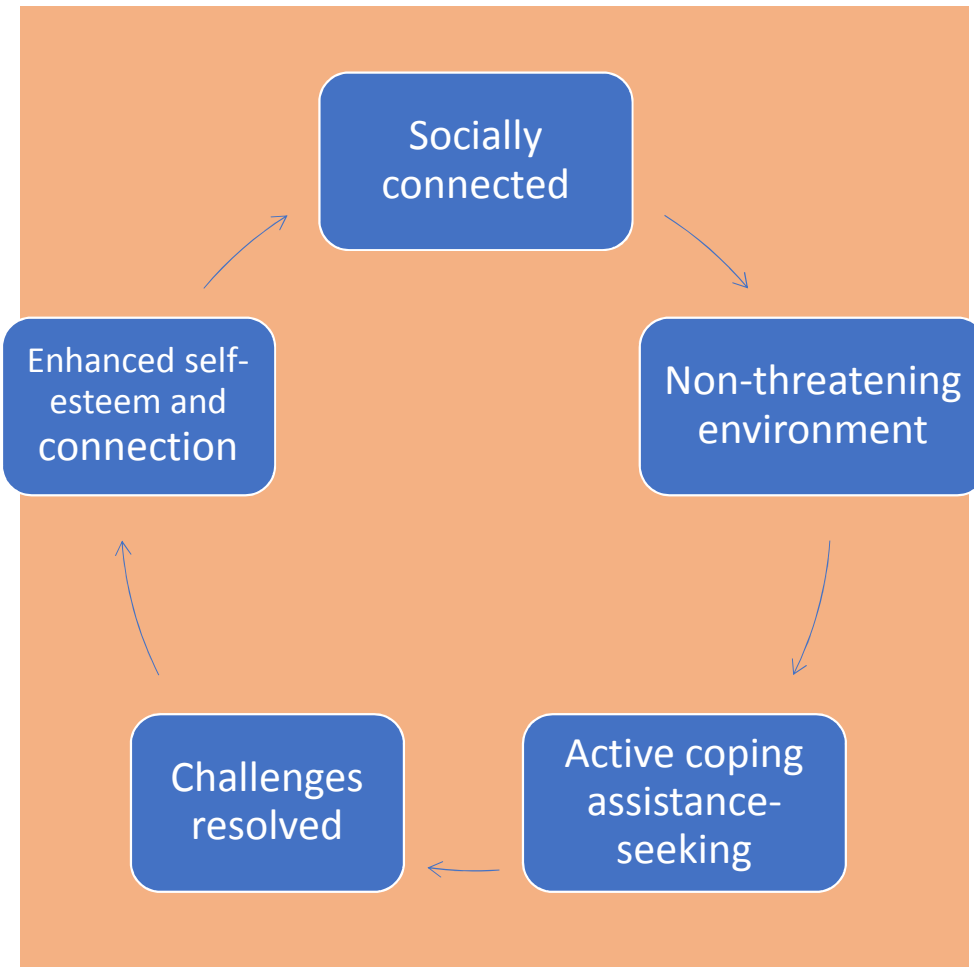 Socially
connected
Non-threatening
environment
Active coping
assistance-
seeking
Challenges
resolved
Enhanced self-
esteem and
connection